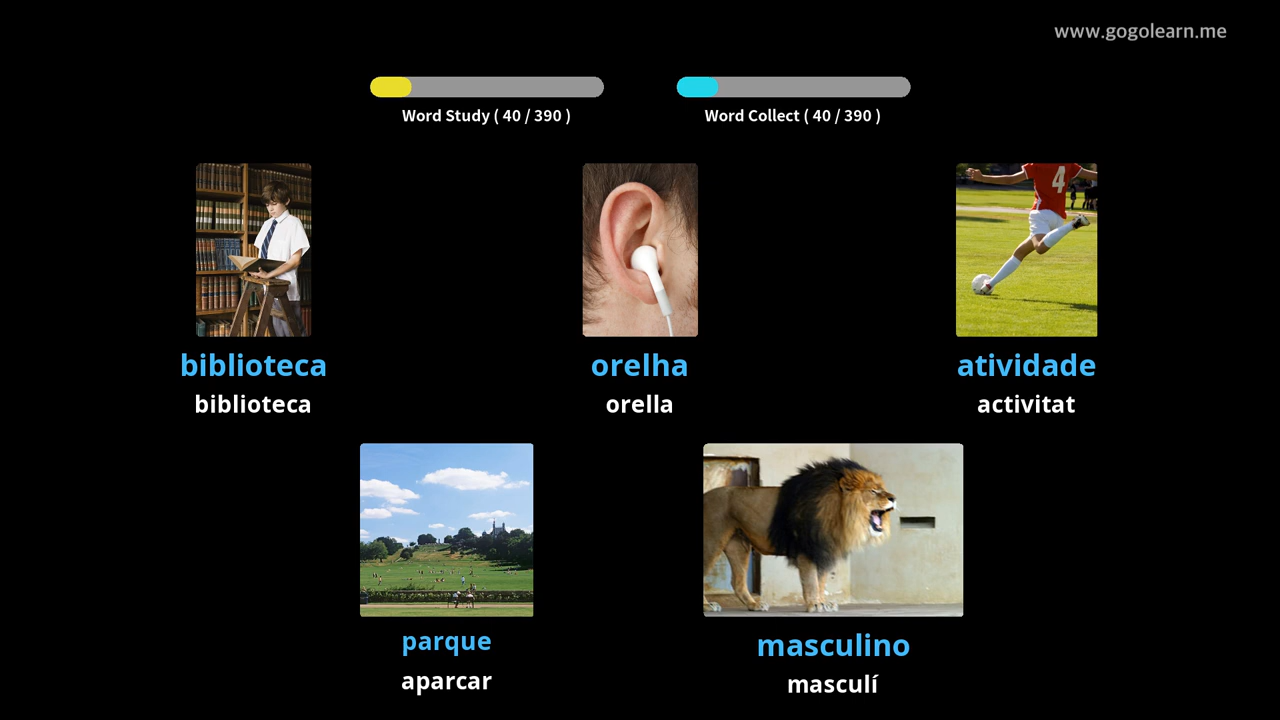 www.gogolearn.me
Word Study ( 40 / 390 )
Word Collect ( 40 / 390 )
4
biblioteca
biblioteca
orelha
orella
atividade
activitat
parque
aparcar
masculino
masculí